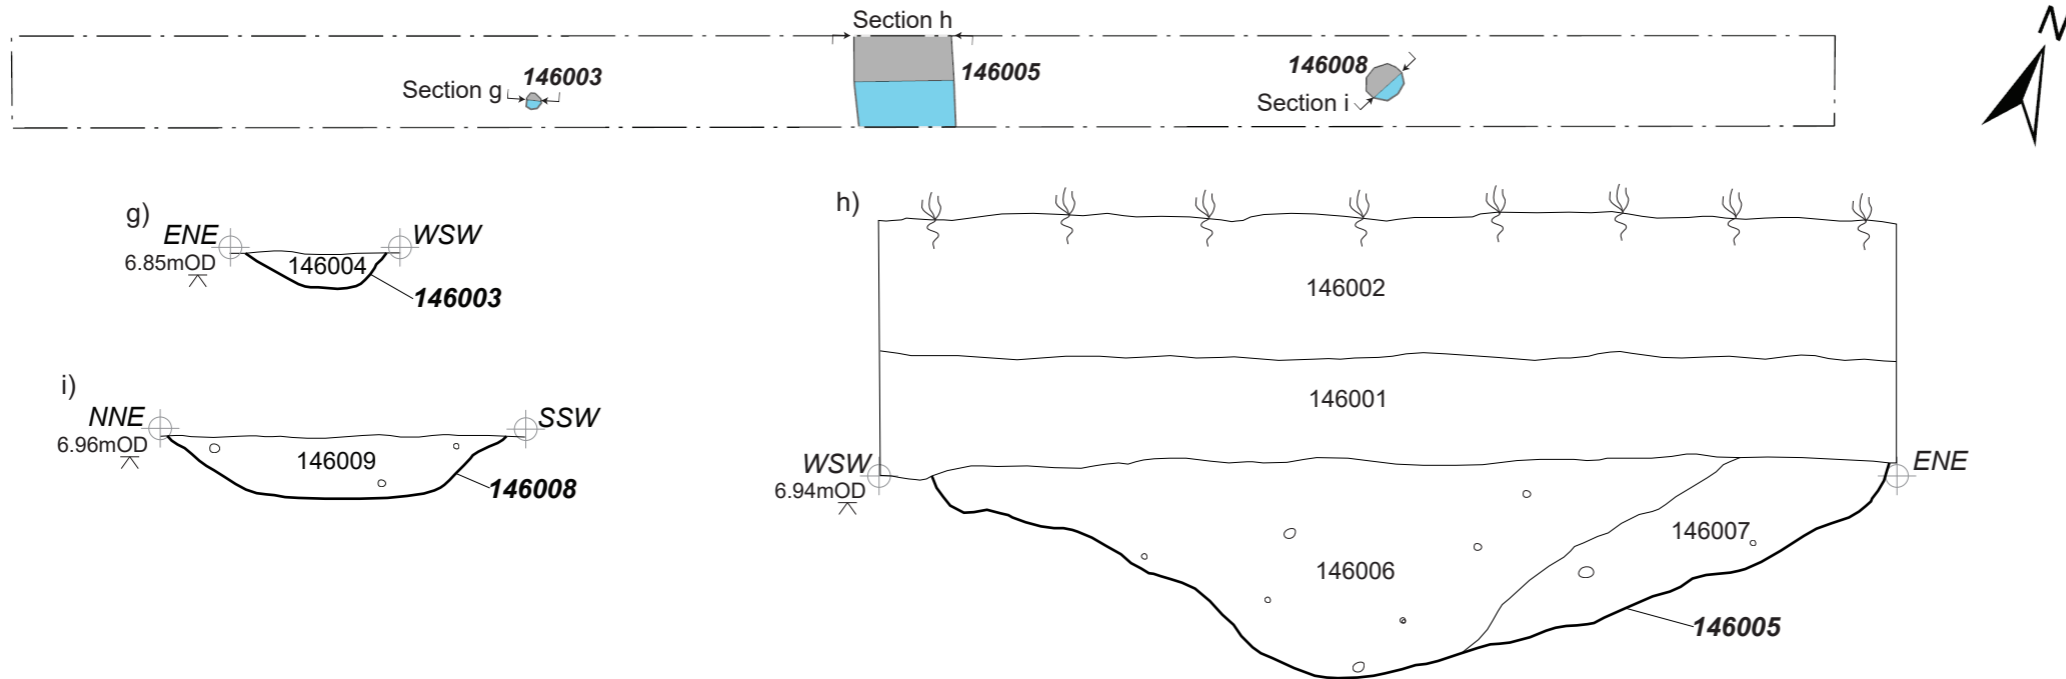 N
Section h
146003
146005
146008
Section g
Section i
g)
ENE
WSW
6.85mOD
146004
146003
h)
146002
146001
WSW
ENE
6.94mOD
146007
146006
146005
i)
NNE
SSW
6.96mOD
146009
146008